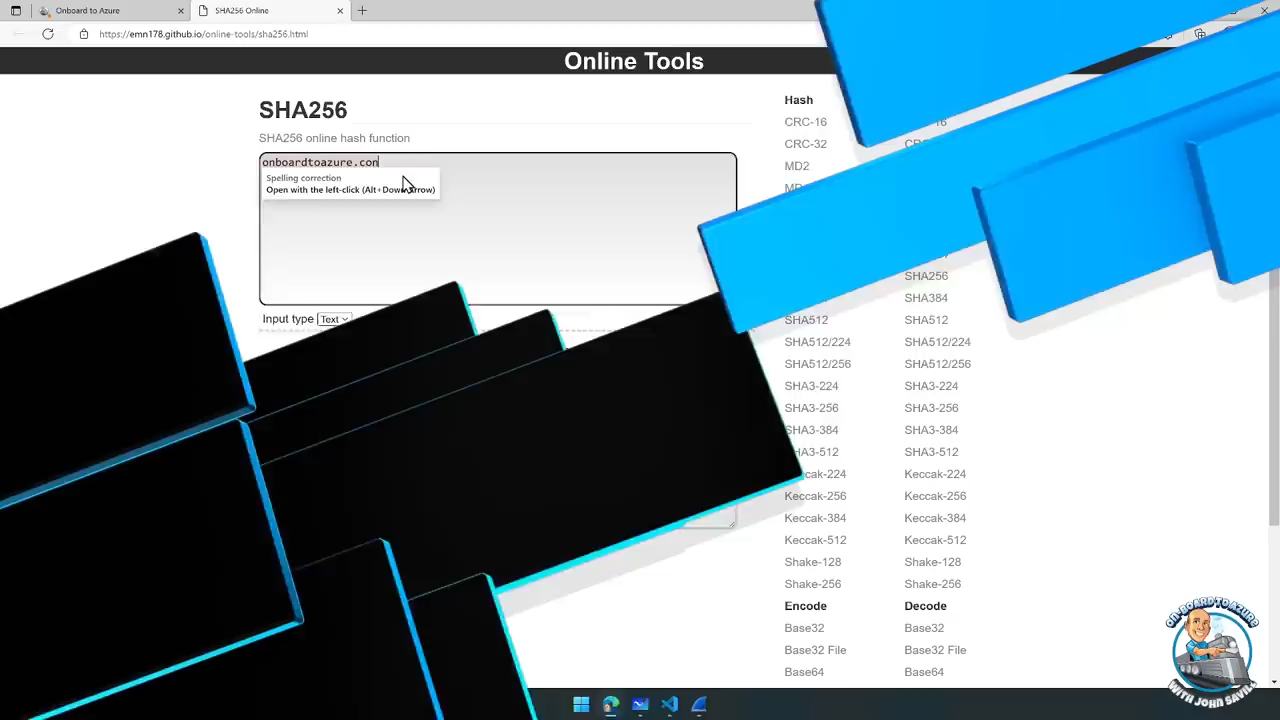 Onboard to Azure
SHA256 Online
https://emn178.github.io/online-tools/sha256.html
Online Tools
SHA256
SHA256 online hash function
onboardtoazure.con
Spelling correction
Open with the left-click (Alt+Down Arrow)
Input type Text
Hash
CRC-16
CRC-32
MD2
SHA256
SHA384
SHA512 SHA512
SHA512/224 SHA512/224
SHA512/256 SHA512/256
SHA3-224 SHA3-224
SHA3-256 SHA3-256
SHA3-384 SHA3-384
SHA3-512
Keccak-224
Keccak-256 Keccak-256
Keccak-384 Keccak-384
Keccak-512 Keccak-512
Shake-128 Shake-128
Shake-256 Shake-256
Encode Decode
Base32 Base32
Base32 File Base32 File
Base64 Base64
ON-BOARD TO AZURE
WITH JOHN SAVILL